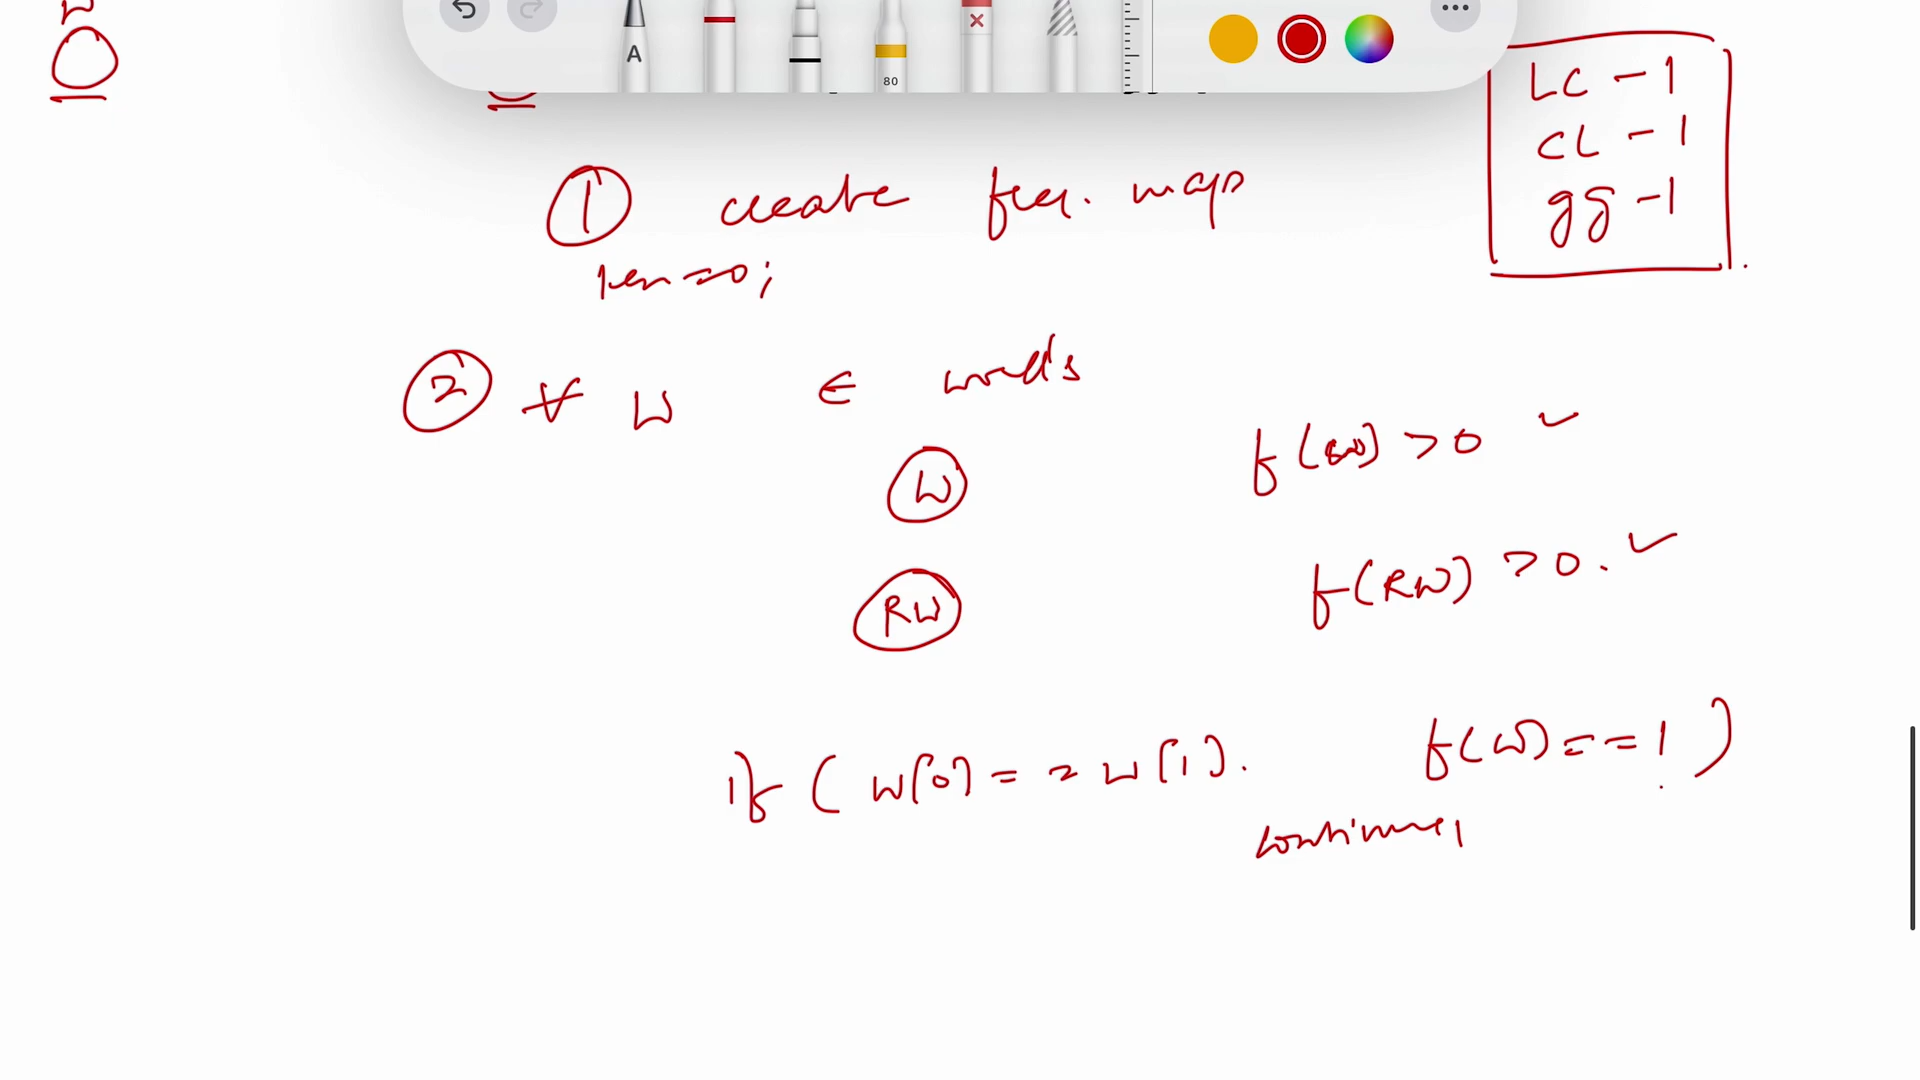 A
80
LC - 1
CL - 1
gg - 1
1 create freq. map
len = 0;
2 ∀ W ∈ words
W
f(W) > 0 ✓
RW
f(RW) > 0. ✓
if ( W[0] == W[1]. f(W) == 1 )
continue;